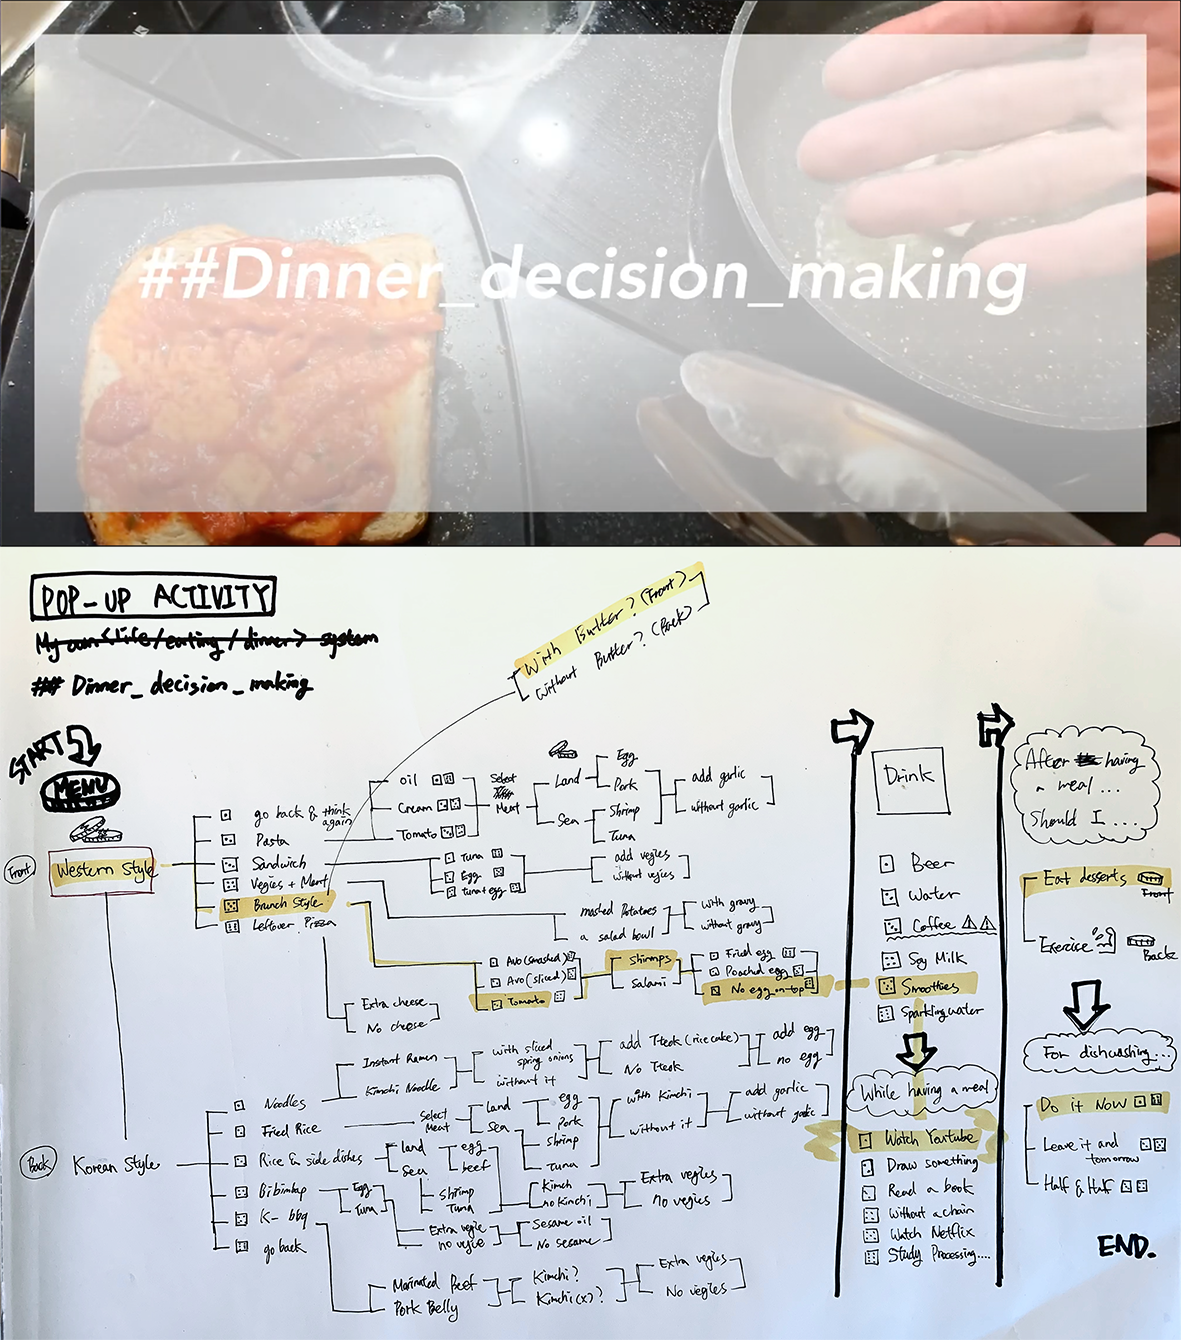 ##Dinner_decision_making
POP-UP ACTIVITY
My own <life/eating/dinner> system
## Dinner_decision_making
With Butter? (Front)
Without Butter? (Back)
START
MENU
Front
Western Style
go back & think again
Pasta
Sandwich
Vegies + Meat
Brunch Style
Leftover Pizza
Oil
Cream
Tomato
Select
Meat
Land
Sea
Egg
Pork
Shrimp
Tuna
add garlic
without garlic
Tuna
Egg
tuna+egg
add vegies
without vegies
mashed Potatoes
a salad bowl
with gravy
without gravy
Avo (smashed)
Avo (sliced)
Tomato
Shrimps
Salami
Fried egg
Poached egg
No egg on top
Extra cheese
No cheese
Back
Korean Style
Noodles
Fried Rice
Rice & side dishes
Bibimbap
K-bbq
go back
Instant Ramen
Kimchi Noodle
with sliced
spring onions
without it
add Tteok (rice cake)
No Tteok
add egg
no egg
Select
Meat
Land
Sea
egg
Pork
shrimp
Tuna
with Kimchi
without it
add garlic
without garlic
land
Sea
egg
beef
shrimp
Tuna
Kimch
no Kinchi
Extra vegies
no vegies
Egg
Tuna
Extra vegie
no vegie
Sesame oil
No sesame
Marinated Beef
Pork Belly
Kimchi?
Kimchi(x)?
Extra vegies
No vegies
Drink
Beer
Water
Coffee
Soy Milk
Smoothies
Sparkling water
While having a meal
Watch Youtube
Draw something
Read a book
Without a chair
Watch Netflix
Study Processing....
After having
a meal...
Should I ...
Eat desserts
Front
Exercise
Back
For dishwashing...
Do it Now
Leave it and
tomorrow
Half & Half
END.